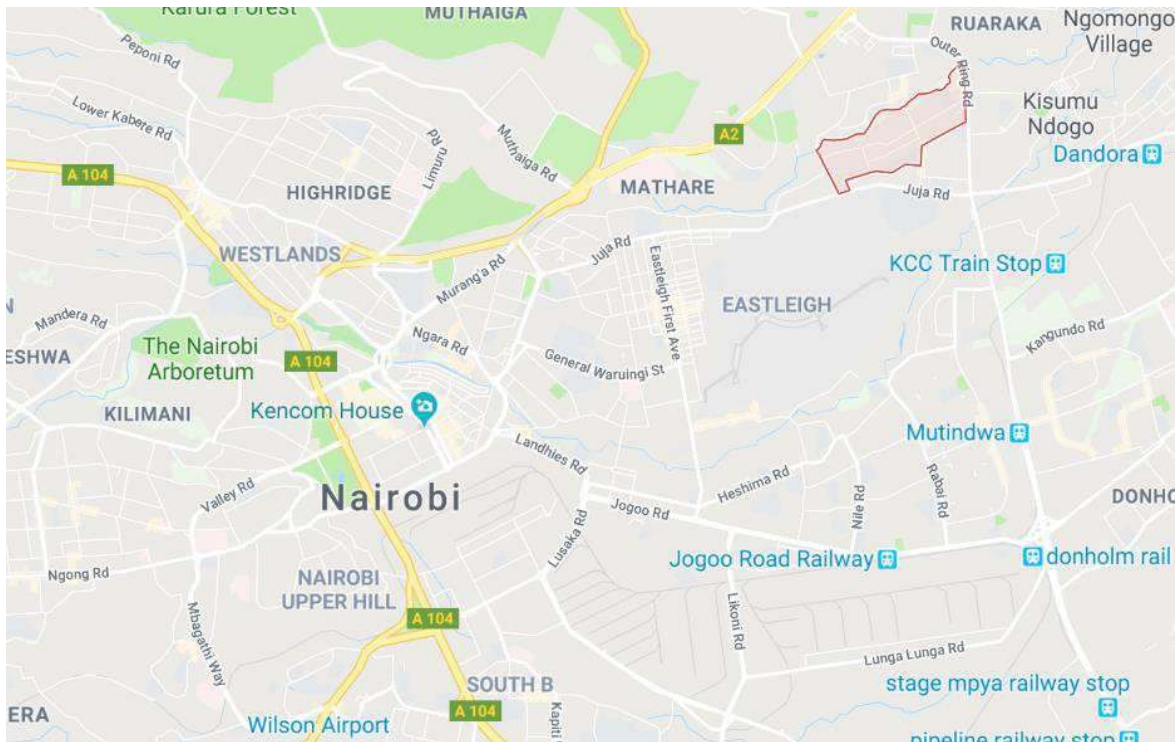 Karura Forest
MUTHAIGA
RUARAKA
Ngomongo
Village
Peponi Rd
Outer Ring Rd
Lower Kabete Rd
Kisumu
Ndogo
A2
Dandora
Limuru Rd
Muthaiga Rd
A 104
HIGHRIDGE
MATHARE
Juja Rd
WESTLANDS
Juja Rd
KCC Train Stop
Murang'a Rd
Eastleigh First Ave
EASTLEIGH
N
Mandera Rd
ESHWA
The Nairobi
Arboretum
Ngara Rd
Kangundo Rd
A 104
General Waruingi St
KILIMANI
Kencom House
Mutindwa
Landhies Rd
Valley Rd
Nairobi
Heshima Rd
Nile Rd
Rabai Rd
DONHO
Jogoo Rd
Lusaka Rd
Jogoo Road Railway
donholm rail
Ngong Rd
NAIROBI
UPPER HILL
Mbagathi Way
A 104
Likoni Rd
Lunga Lunga Rd
SOUTH B
stage mpya railway stop
ERA
Wilson Airport
A 104
Kapiti
pipeline railway stop